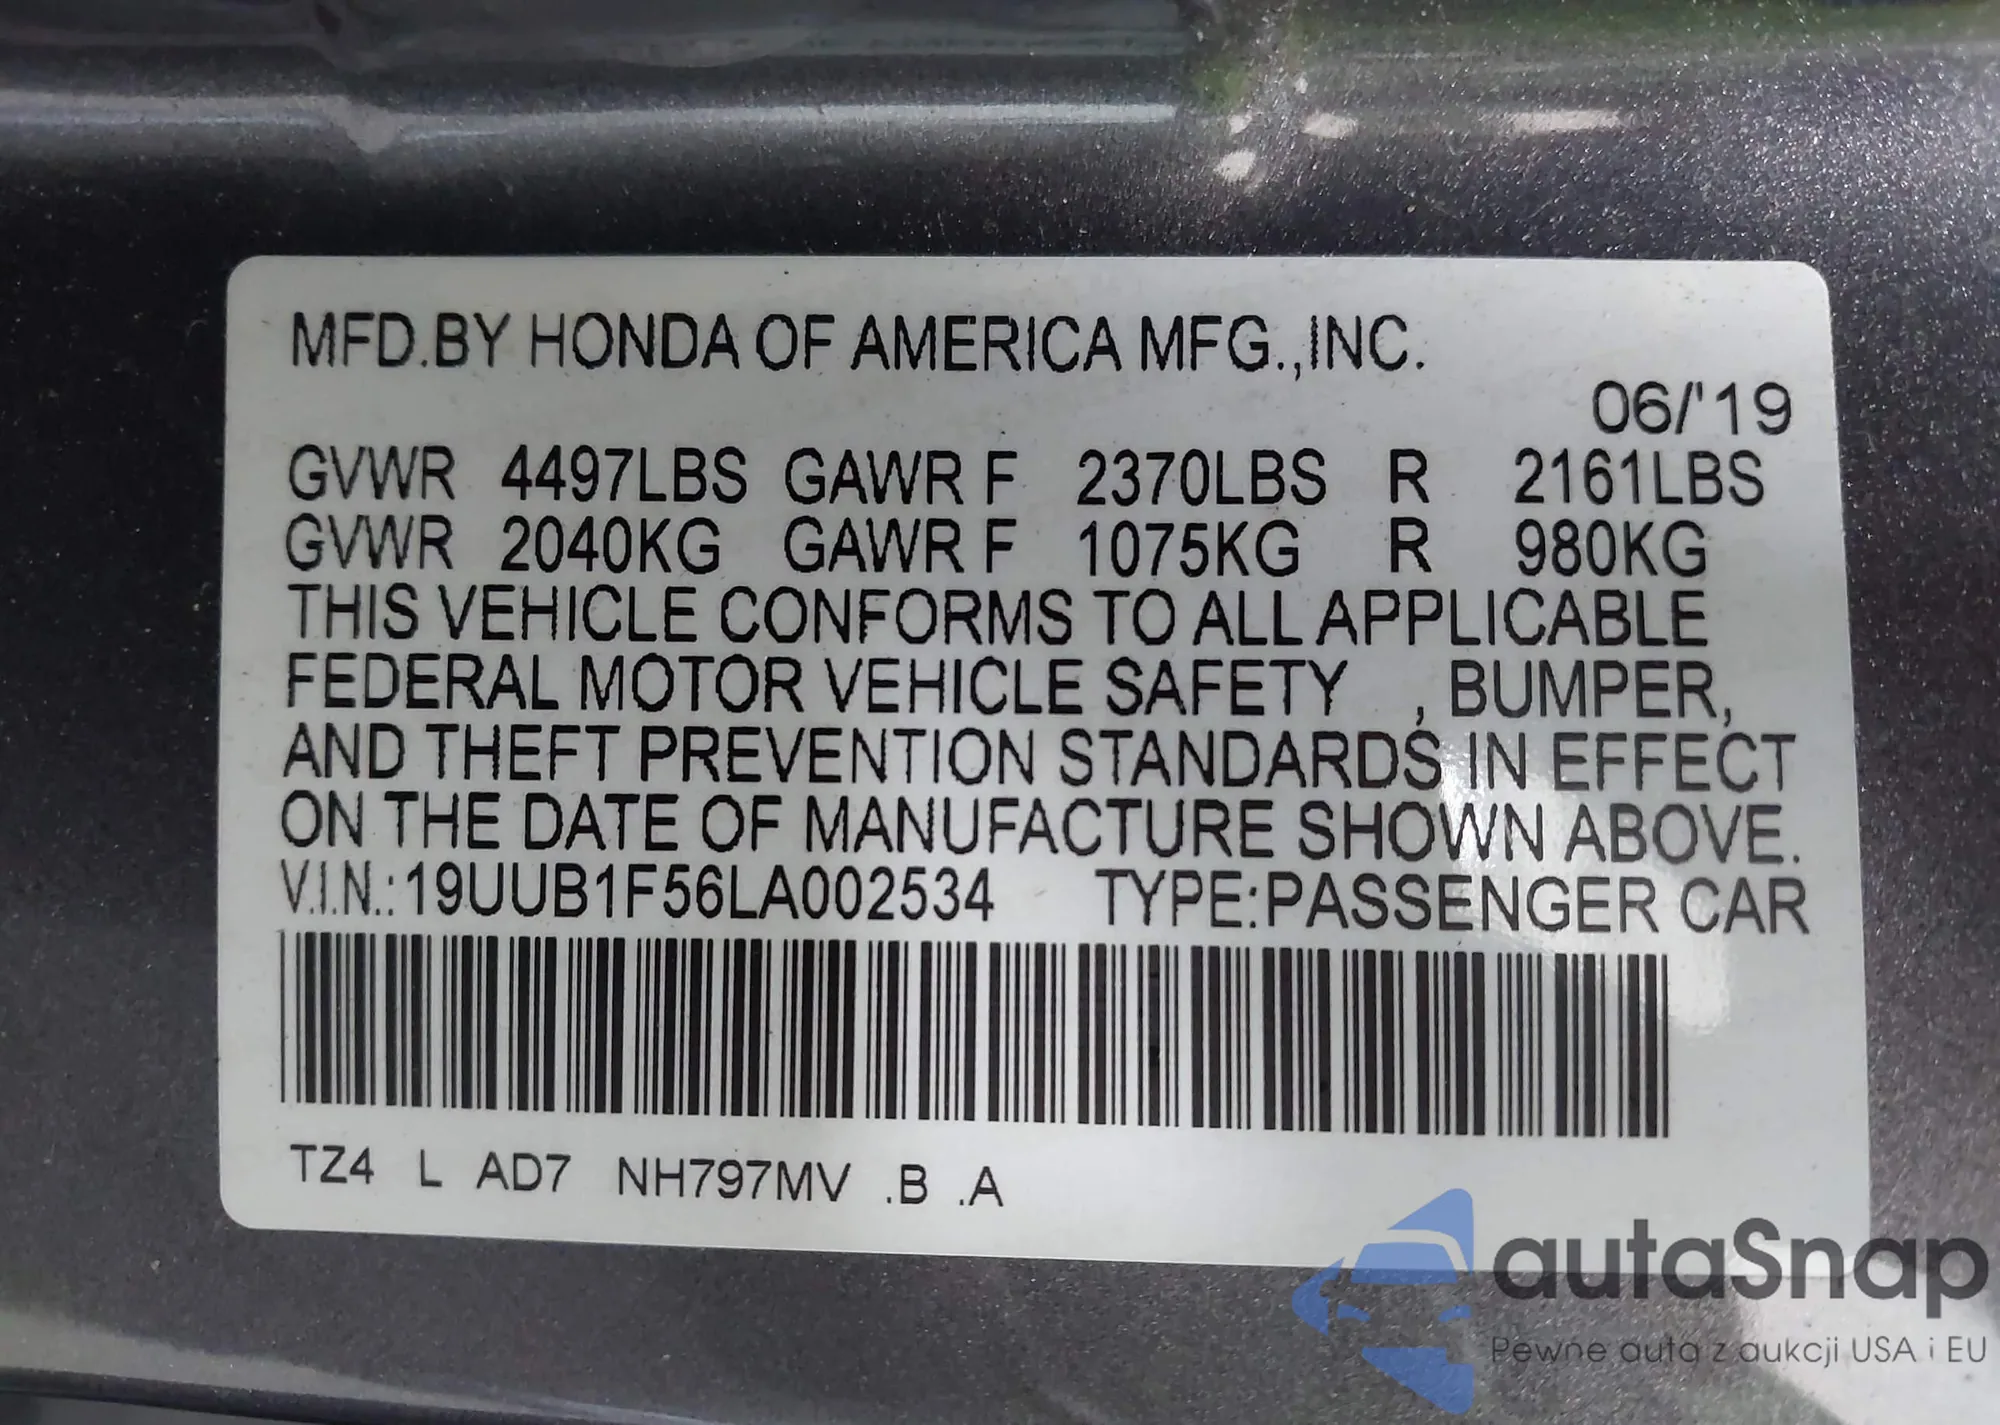 MFD.BY HONDA OF AMERICA MFG.,INC.
06/'19
GVWR 4497LBS GAWR F 2370LBS R 2161LBS
GVWR 2040KG GAWR F 1075KG R 980KG
THIS VEHICLE CONFORMS TO ALL APPLICABLE
FEDERAL MOTOR VEHICLE SAFETY , BUMPER,
AND THEFT PREVENTION STANDARDS IN EFFECT
ON THE DATE OF MANUFACTURE SHOWN ABOVE.
V.I.N.:19UUB1F56LA002534 TYPE:PASSENGER CAR
TZ4 L AD7 NH797MV .B .A
autaSnap
Pewne auta z aukcji USA i EU